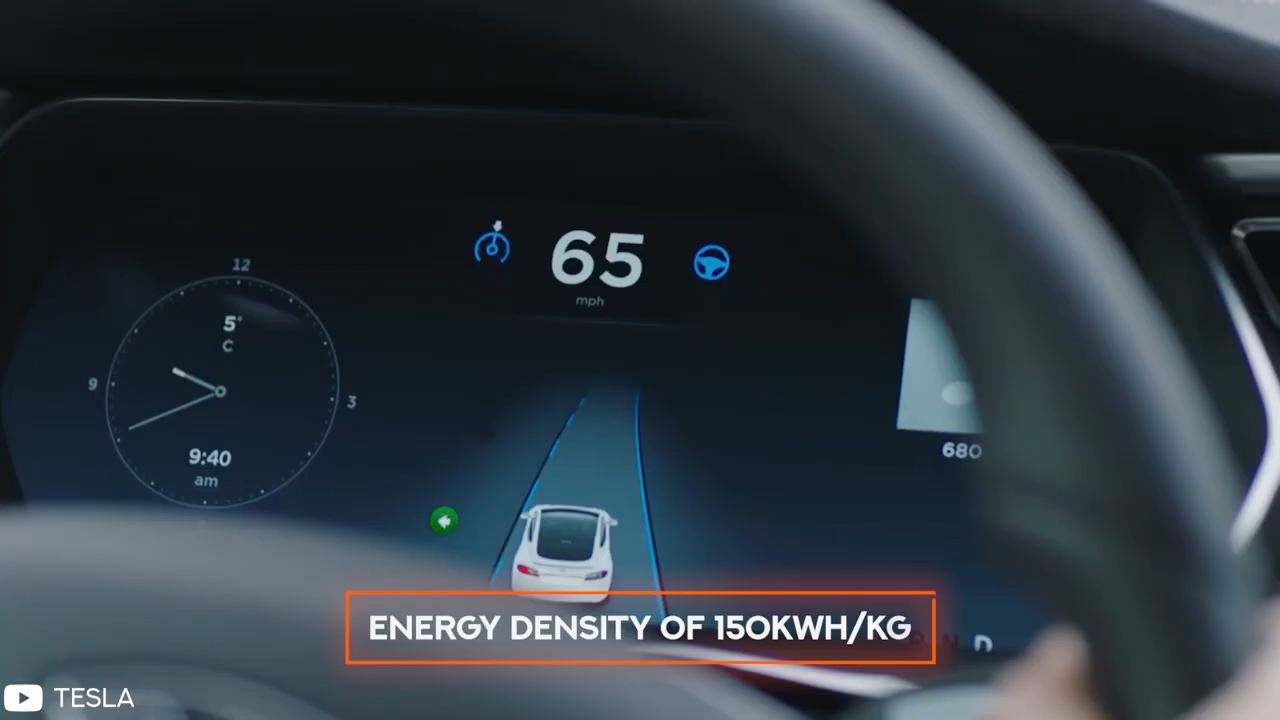 12
5°
C
9
3
9:40
am
65
mph
680
N D
ENERGY DENSITY OF 150KWH/KG
TESLA